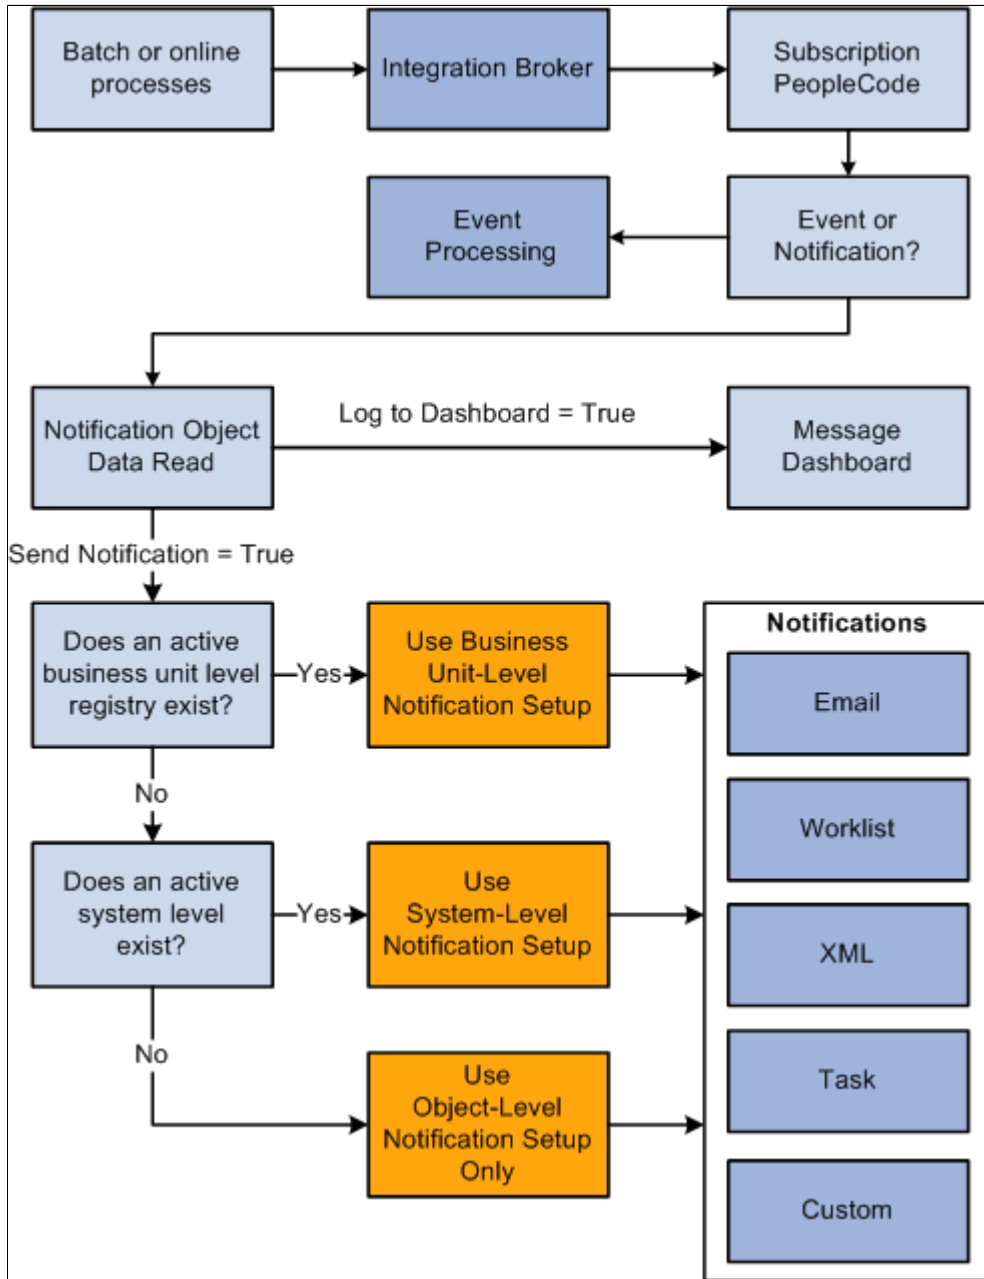 Batch or online
processes
Integration Broker
Subscription
PeopleCode
Event
Processing
Event or
Notification?
Notification Object
Data Read
Log to Dashboard = True
Message
Dashboard
Send Notification = True
Does an active
business unit level
registry exist?
Yes
Use Business
Unit-Level
Notification Setup
No
Does an active
system level
exist?
Yes
Use
System-Level
Notification Setup
No
Use
Object-Level
Notification Setup
Only
Notifications
Email
Worklist
XML
Task
Custom